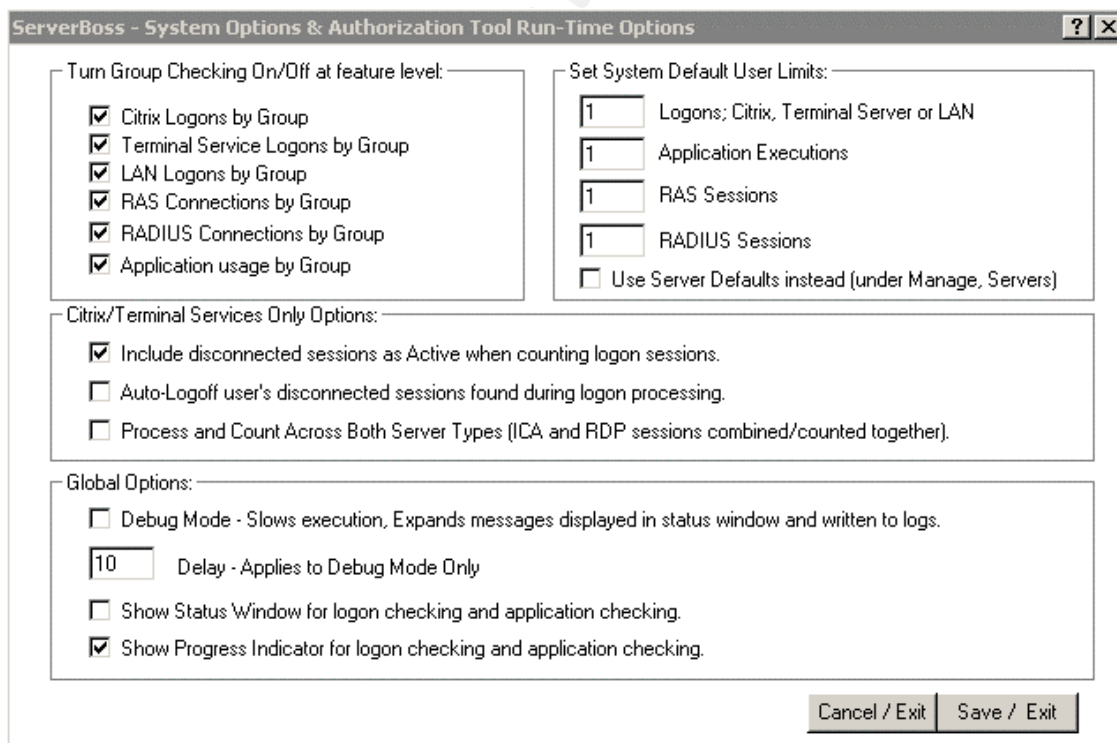 ServerBoss - System Options & Authorization Tool Run-Time Options
? X
Turn Group Checking On/Off at feature level:
Citrix Logons by Group
Terminal Service Logons by Group
LAN Logons by Group
RAS Connections by Group
RADIUS Connections by Group
Application usage by Group
Set System Default User Limits:
1 Logons; Citrix, Terminal Server or LAN
1 Application Executions
1 RAS Sessions
1 RADIUS Sessions
Use Server Defaults instead (under Manage, Servers)
Citrix/Terminal Services Only Options:
Include disconnected sessions as Active when counting logon sessions.
Auto-Logoff user's disconnected sessions found during logon processing.
Process and Count Across Both Server Types (ICA and RDP sessions combined/counted together).
Global Options:
Debug Mode - Slows execution, Expands messages displayed in status window and written to logs.
10 Delay - Applies to Debug Mode Only
Show Status Window for logon checking and application checking.
Show Progress Indicator for logon checking and application checking.
Cancel / Exit Save / Exit